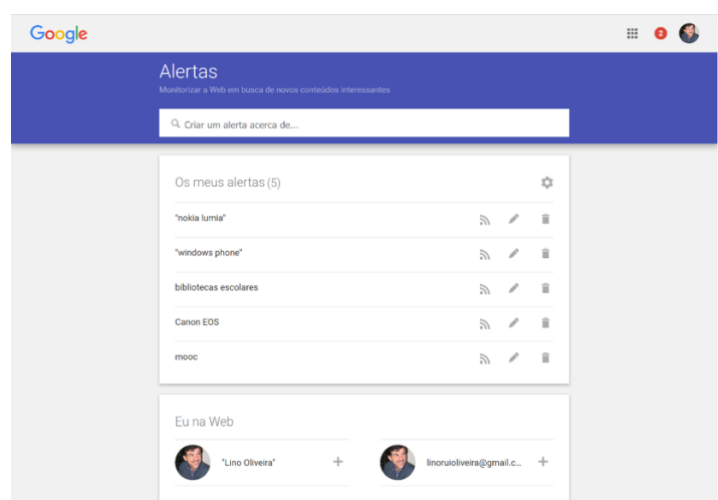 Google
2
Alertas
Monitorizar a Web em busca de novos conteúdos interessantes
Criar um alerta acerca de...
Os meus alertas (5)
"nokia lumia"
"windows phone"
bibliotecas escolares
Canon EOS
mooc
Eu na Web
"Lino Oliveira"
linoruioliveira@gmail.c...